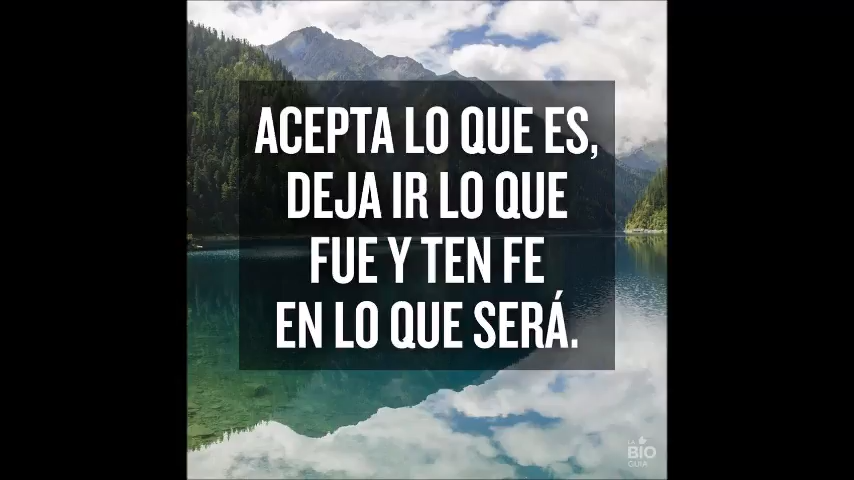 ACEPTA LO QUE ES,
DEJA IR LO QUE
FUE Y TEN FE
EN LO QUE SERÁ.
LA
BIO
GUIA